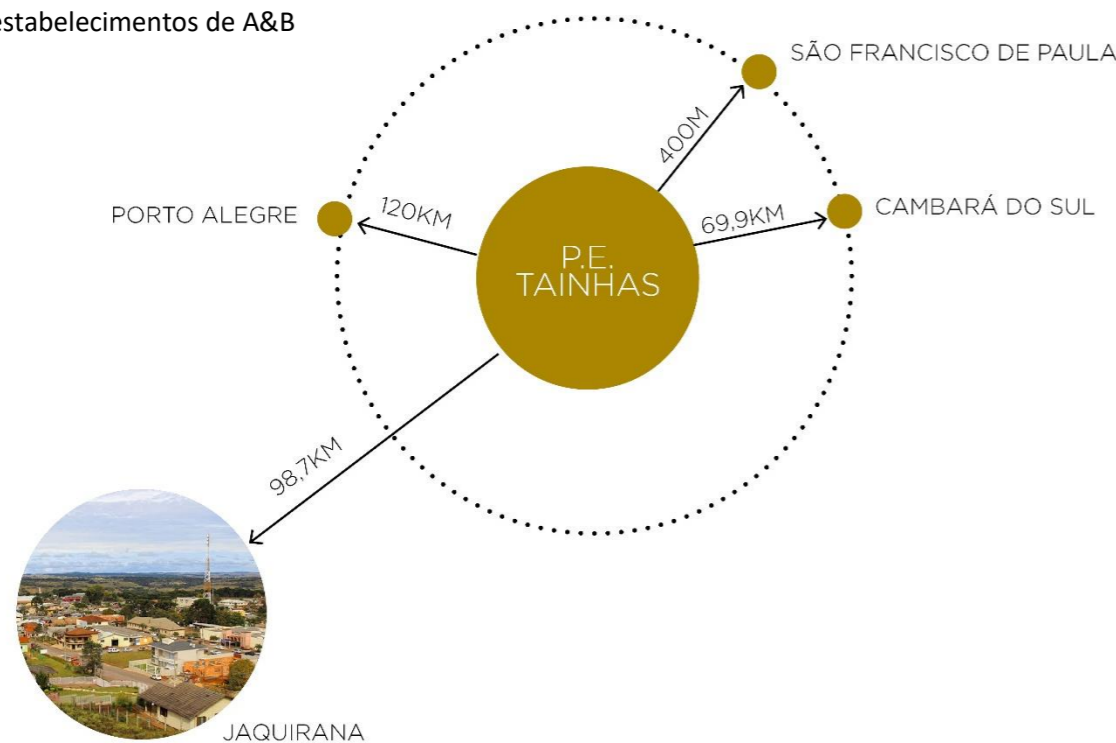 estabelecimentos de A&B
SÃO FRANCISCO DE PAULA
400M
PORTO ALEGRE
120KM
69,9KM
CAMBARÁ DO SUL
P.E.
TAINHAS
98,7KM
JAQUIRANA